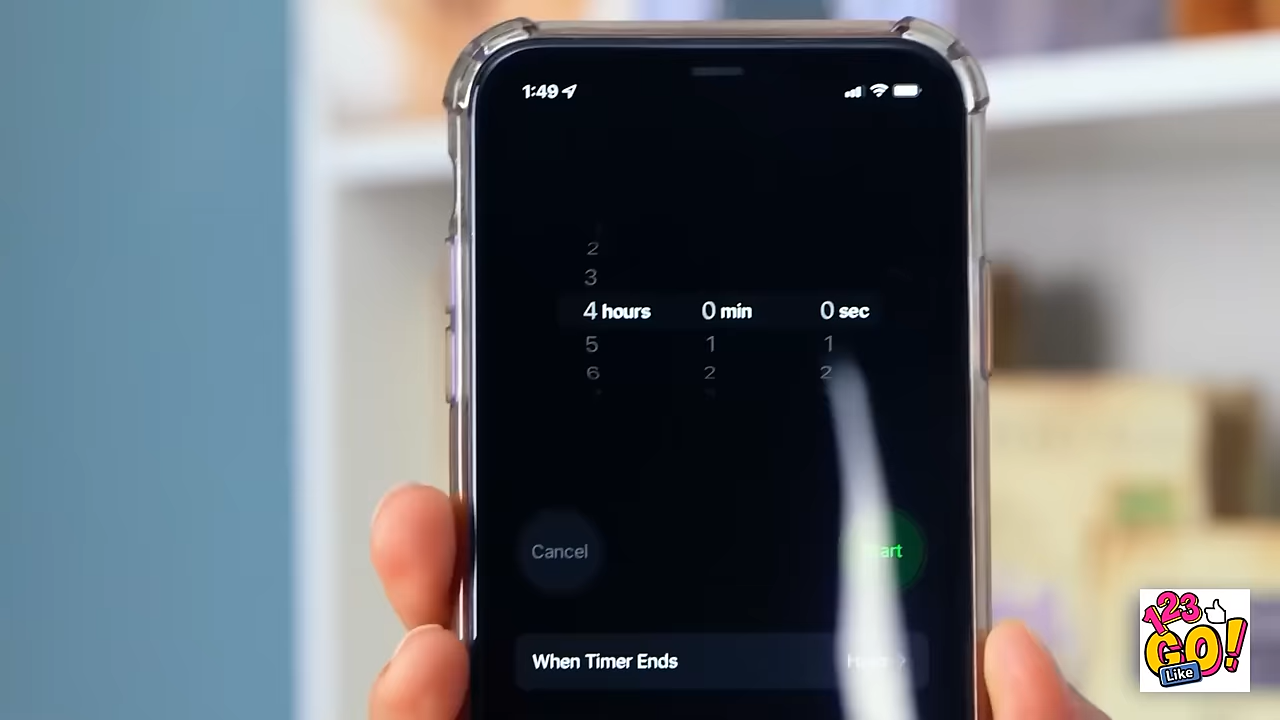 1:49
2
3
4 hours 0 min 0 sec
5 1 1
6 2 2
Cancel
When Timer Ends
123
GO!
Like